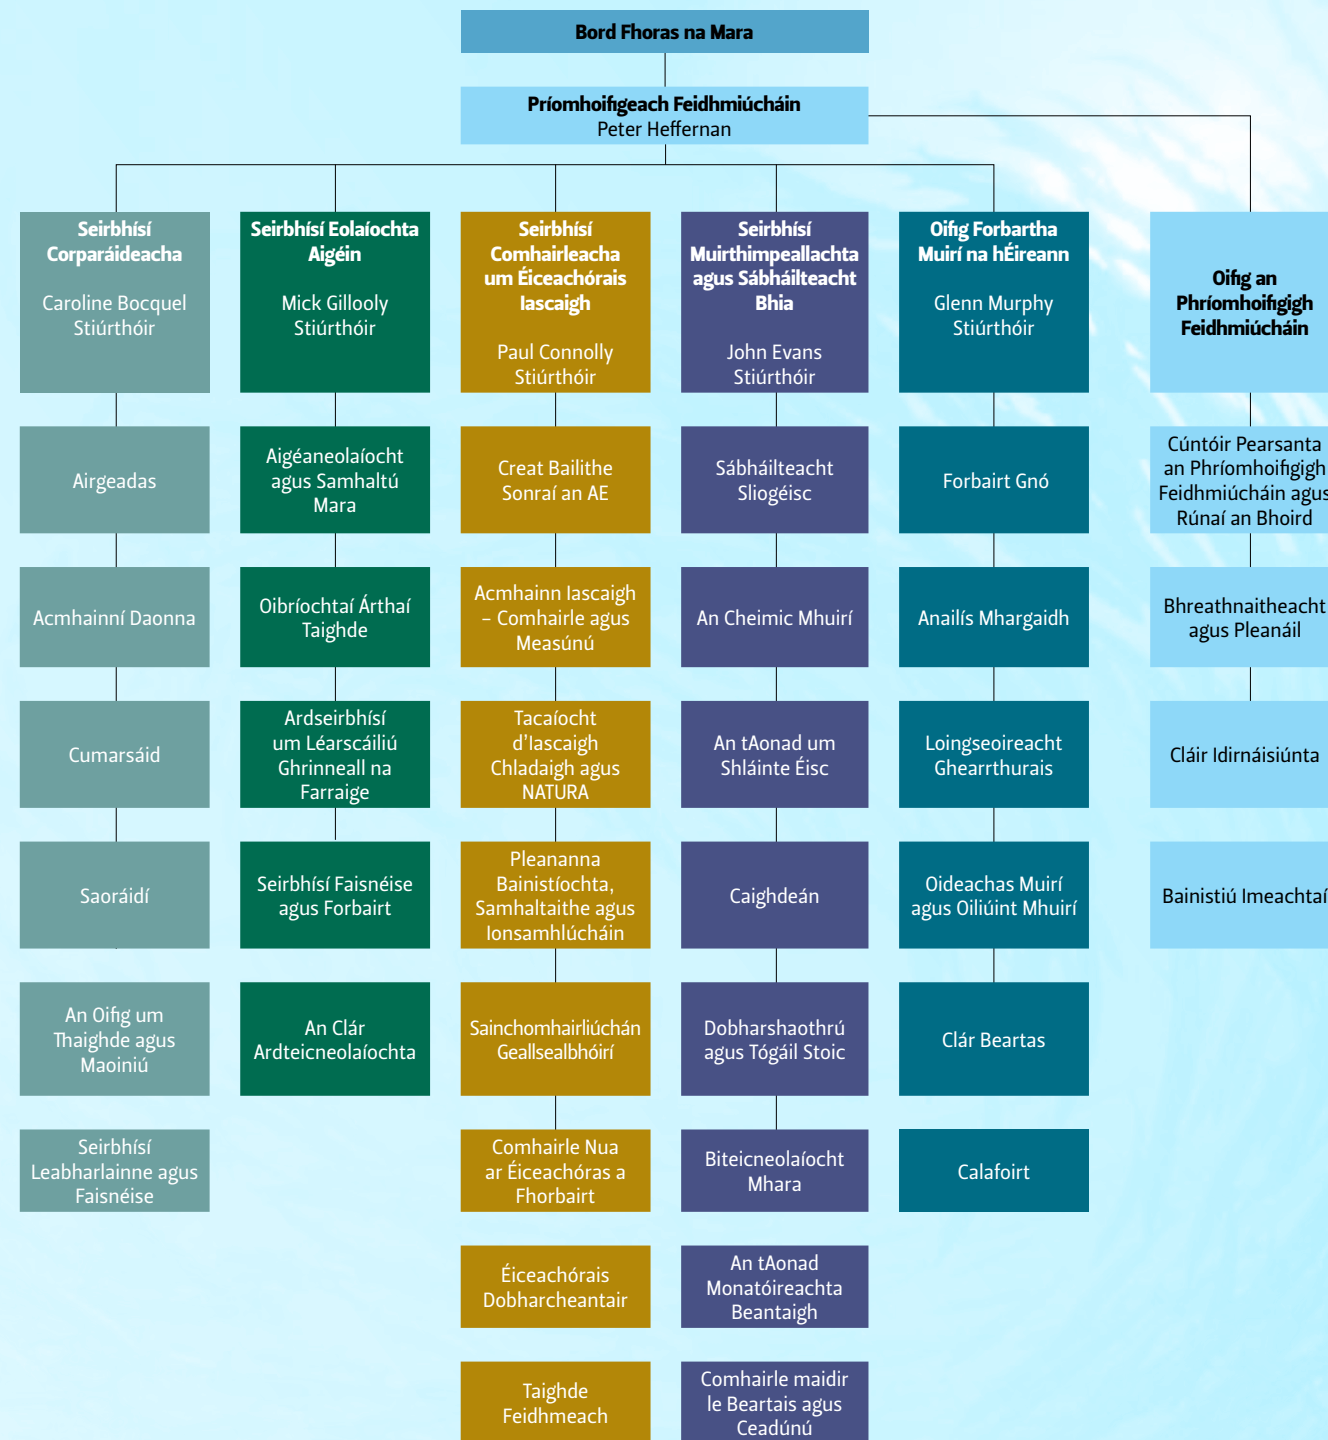 Bord Fhoras na Mara
Príomhoifigeach Feidhmiúcháin
Peter Heffernan
Seirbhísí
Corparáideacha
Caroline Bocquel
Stiúrthóir
Airgeadas
Acmhainní Daonna
Cumarsáid
Saoráidí
An Oifig um
Thaighde agus
Maoiniú
Seirbhísí
Leabharlainne agus
Faisnéise
Seirbhísí Eolaíochta
Aigéin
Mick Gillooly
Stiúrthóir
Aigéaneolaíocht
agus Samhaltú
Mara
Oibríochtaí Árthaí
Taighde
Ardseirbhísí
um Léarscáiliú
Ghrinneall na
Farraige
Seirbhísí Faisnéise
agus Forbairt
An Clár
Ardteicneolaíochta
Seirbhísí
Comhairleacha
um Éiceachórais
Iascaigh
Paul Connolly
Stiúrthóir
Creat Bailithe
Sonraí an AE
Acmhainn Iascaigh
– Comhairle agus
Measúnú
Tacaíocht
d’Iascaigh
Chladaigh agus
NATURA
Pleananna
Bainistíochta,
Samhaltaithe agus
Ionsamhlúcháin
Sainchomhairliúchán
Geallsealbhóirí
Comhairle Nua
ar Éiceachóras a
Fhorbairt
Éiceachórais
Dobharcheantair
Taighde
Feidhmeach
Seirbhísí
Muirthimpeallachta
agus Sábháilteacht
Bhia
John Evans
Stiúrthóir
Sábháilteacht
Sliogéisc
An Cheimic Mhuirí
An tAonad um
Shláinte Éisc
Caighdeán
Dobharshaothrú
agus Tógáil Stoic
Biteicneolaíocht
Mhara
An tAonad
Monatóireachta
Beantaigh
Comhairle maidir
le Beartais agus
Ceadúnú
Oifig Forbartha
Muirí na hÉireann
Glenn Murphy
Stiúrthóir
Forbairt Gnó
Anailís Mhargaidh
Loingseoireacht
Ghearrthurais
Oideachas Muirí
agus Oiliúint Mhuirí
Clár Beartas
Calafoirt
Oifig an
Phríomhoifigigh
Feidhmiúcháin
Cúntóir Pearsanta
an Phríomhoifigigh
Feidhmiúcháin agus
Rúnaí an Bhoird
Bhreathnaitheacht
agus Pleanáil
Cláir Idirnáisiúnta
Bainistiú Imeachtaí